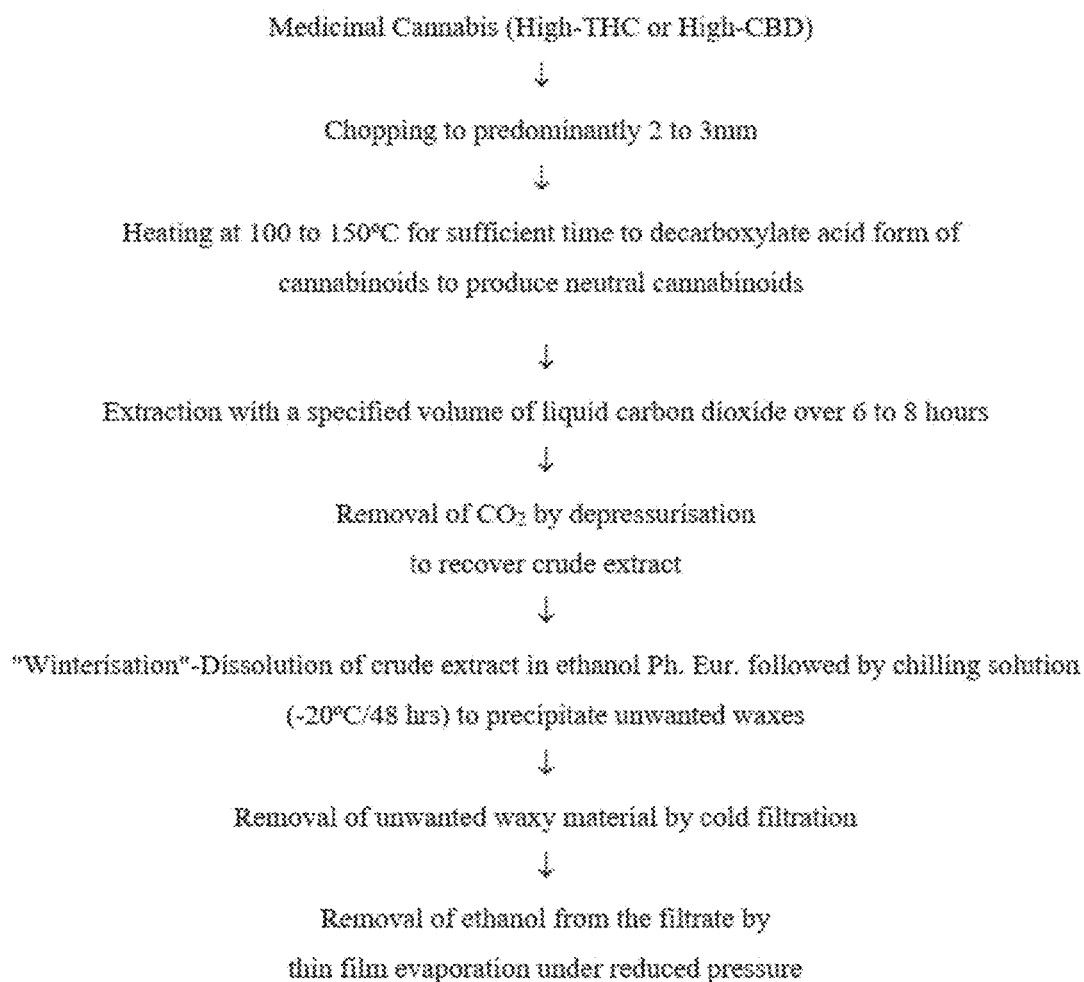 Medicinal Cannabis (High-THC or High-CBD)
↓
Chopping to predominantly 2 to 3mm
↓
Heating at 100 to 150ºC for sufficient time to decarboxylate acid form of
cannabinoids to produce neutral cannabinoids
↓
Extraction with a specified volume of liquid carbon dioxide over 6 to 8 hours
↓
Removal of CO₂ by depressurisation
to recover crude extract
↓
"Winterisation"-Dissolution of crude extract in ethanol Ph. Eur. followed by chilling solution
(-20ºC/48 hrs) to precipitate unwanted waxes
↓
Removal of unwanted waxy material by cold filtration
↓
Removal of ethanol from the filtrate by
thin film evaporation under reduced pressure